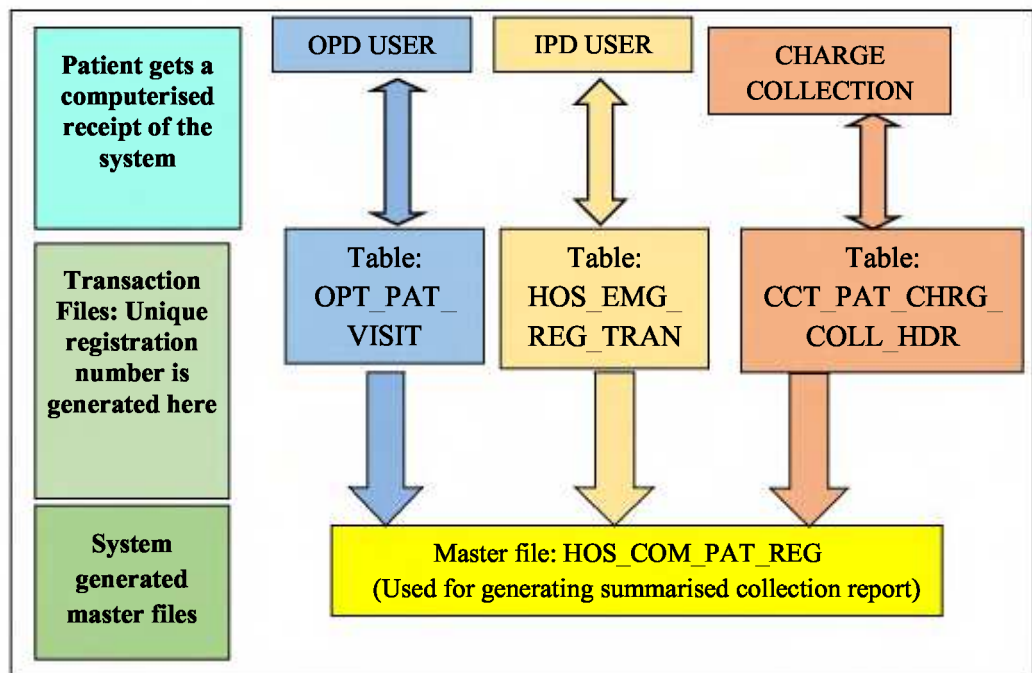 Patient gets a
computerised
receipt of the
system
OPD USER
IPD USER
CHARGE
COLLECTION
Transaction
Files: Unique
registration
number is
generated here
Table:
OPT_PAT_
VISIT
Table:
HOS_EMG_
REG_TRAN
Table:
CCT_PAT_CHRG_
COLL_HDR
System
generated
master files
Master file: HOS_COM_PAT_REG
(Used for generating summarised collection report)